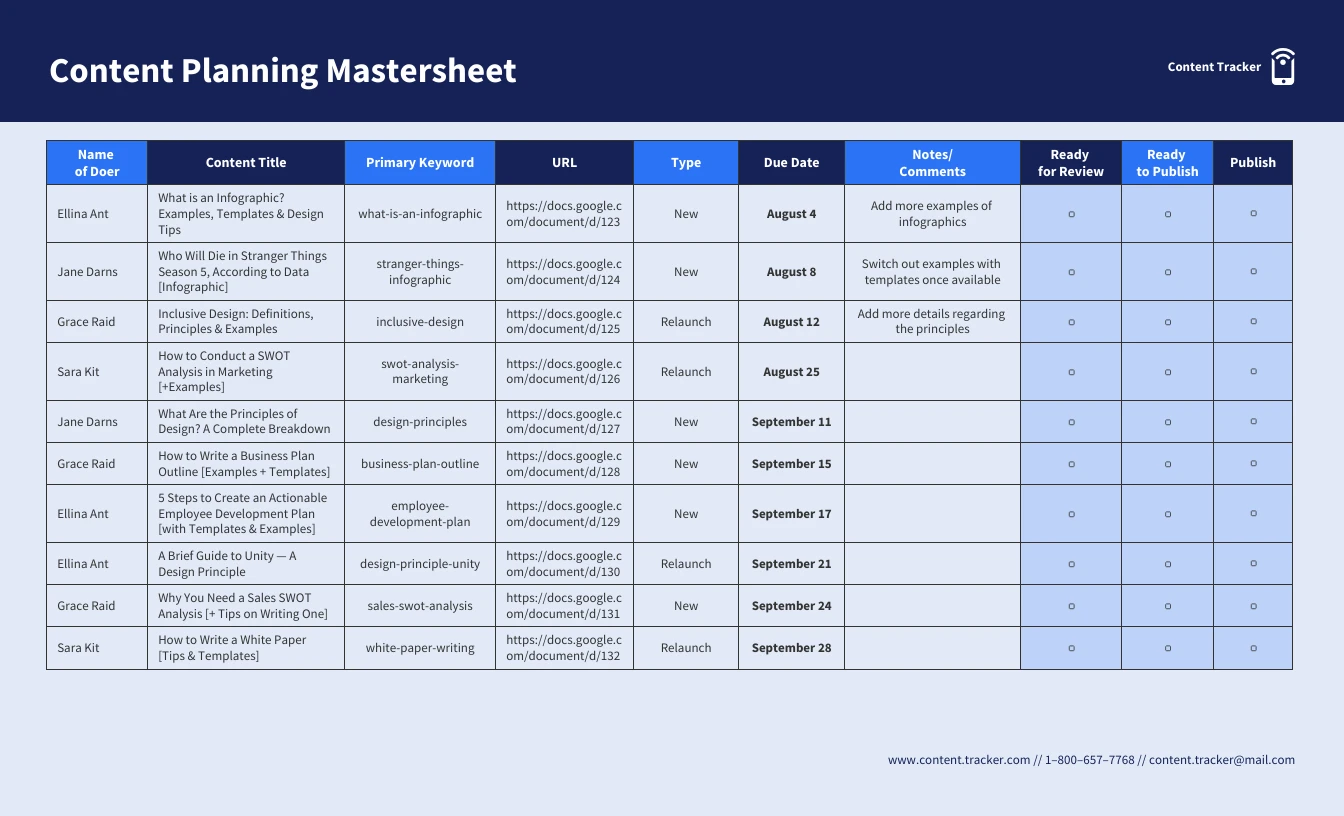 Content Planning Mastersheet
Content Tracker
Name
of Doer
Content Title
Primary Keyword
URL
Type
Due Date
Notes/
Comments
Ready
for Review
Ready
to Publish
Publish
Ellina Ant
What is an Infographic?
Examples, Templates & Design
Tips
what-is-an-infographic
https://docs.google.c
om/document/d/123
New
August 4
Add more examples of
infographics
Jane Darns
Who Will Die in Stranger Things
Season 5, According to Data
[Infographic]
stranger-things-
infographic
https://docs.google.c
om/document/d/124
New
August 8
Switch out examples with
templates once available
Grace Raid
Inclusive Design: Definitions,
Principles & Examples
inclusive-design
https://docs.google.c
om/document/d/125
Relaunch
August 12
Add more details regarding
the principles
Sara Kit
How to Conduct a SWOT
Analysis in Marketing
[+Examples]
swot-analysis-
marketing
https://docs.google.c
om/document/d/126
Relaunch
August 25
Jane Darns
What Are the Principles of
Design? A Complete Breakdown
design-principles
https://docs.google.c
om/document/d/127
New
September 11
Grace Raid
How to Write a Business Plan
Outline [Examples + Templates]
business-plan-outline
https://docs.google.c
om/document/d/128
New
September 15
Ellina Ant
5 Steps to Create an Actionable
Employee Development Plan
[with Templates & Examples]
employee-
development-plan
https://docs.google.c
om/document/d/129
New
September 17
Ellina Ant
A Brief Guide to Unity — A
Design Principle
design-principle-unity
https://docs.google.c
om/document/d/130
Relaunch
September 21
Grace Raid
Why You Need a Sales SWOT
Analysis [+ Tips on Writing One]
sales-swot-analysis
https://docs.google.c
om/document/d/131
New
September 24
Sara Kit
How to Write a White Paper
[Tips & Templates]
white-paper-writing
https://docs.google.c
om/document/d/132
Relaunch
September 28
www.content.tracker.com // 1–800–657–7768 // content.tracker@mail.com